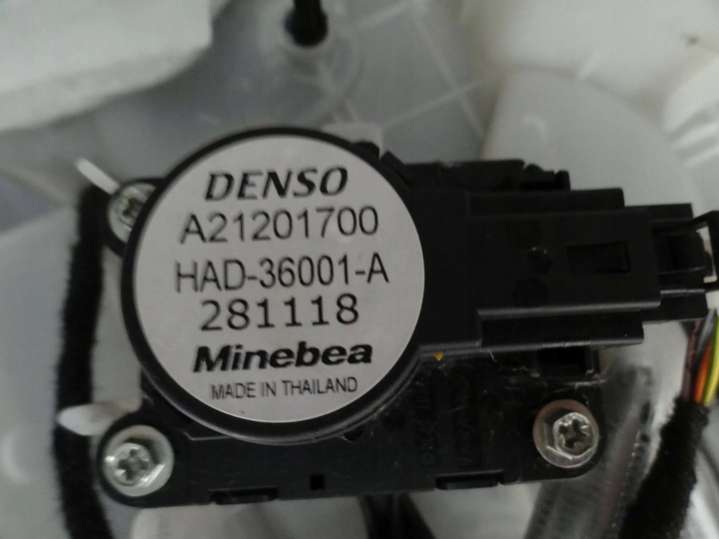 DENSO
A21201700
HAD-36001-A
281118
Minebea
MADE IN THAILAND